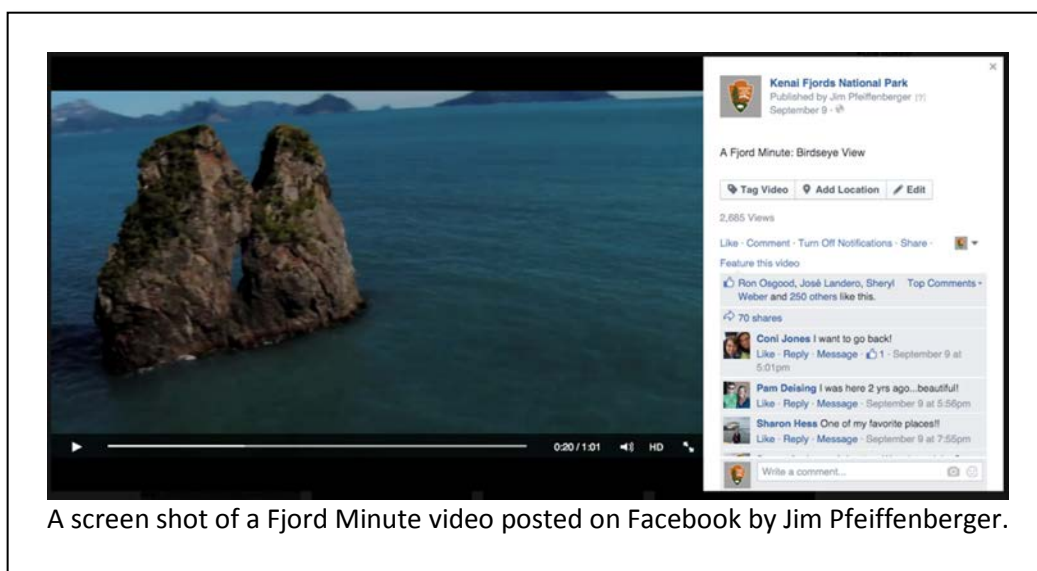 Kenai Fjords National Park
Published by Jim Pfeiffenberger [?]
September 9 ·
A Fjord Minute: Birdseye View
Tag Video Add Location Edit
2,685 Views
Like · Comment · Turn Off Notifications · Share ·
Feature this video
Ron Osgood, José Landero, Sheryl Top Comments
Weber and 250 others like this.
70 shares
Coni Jones I want to go back!
Like · Reply · Message · 1 · September 9 at
5:01pm
Pam Deising I was here 2 yrs ago...beautiful!
Like · Reply · Message · September 9 at 5:56pm
Sharon Hess One of my favorite places!!
Like · Reply · Message · September 9 at 7:55pm
Write a comment...
0:20 / 1:01 HD
A screen shot of a Fjord Minute video posted on Facebook by Jim Pfeiffenberger.